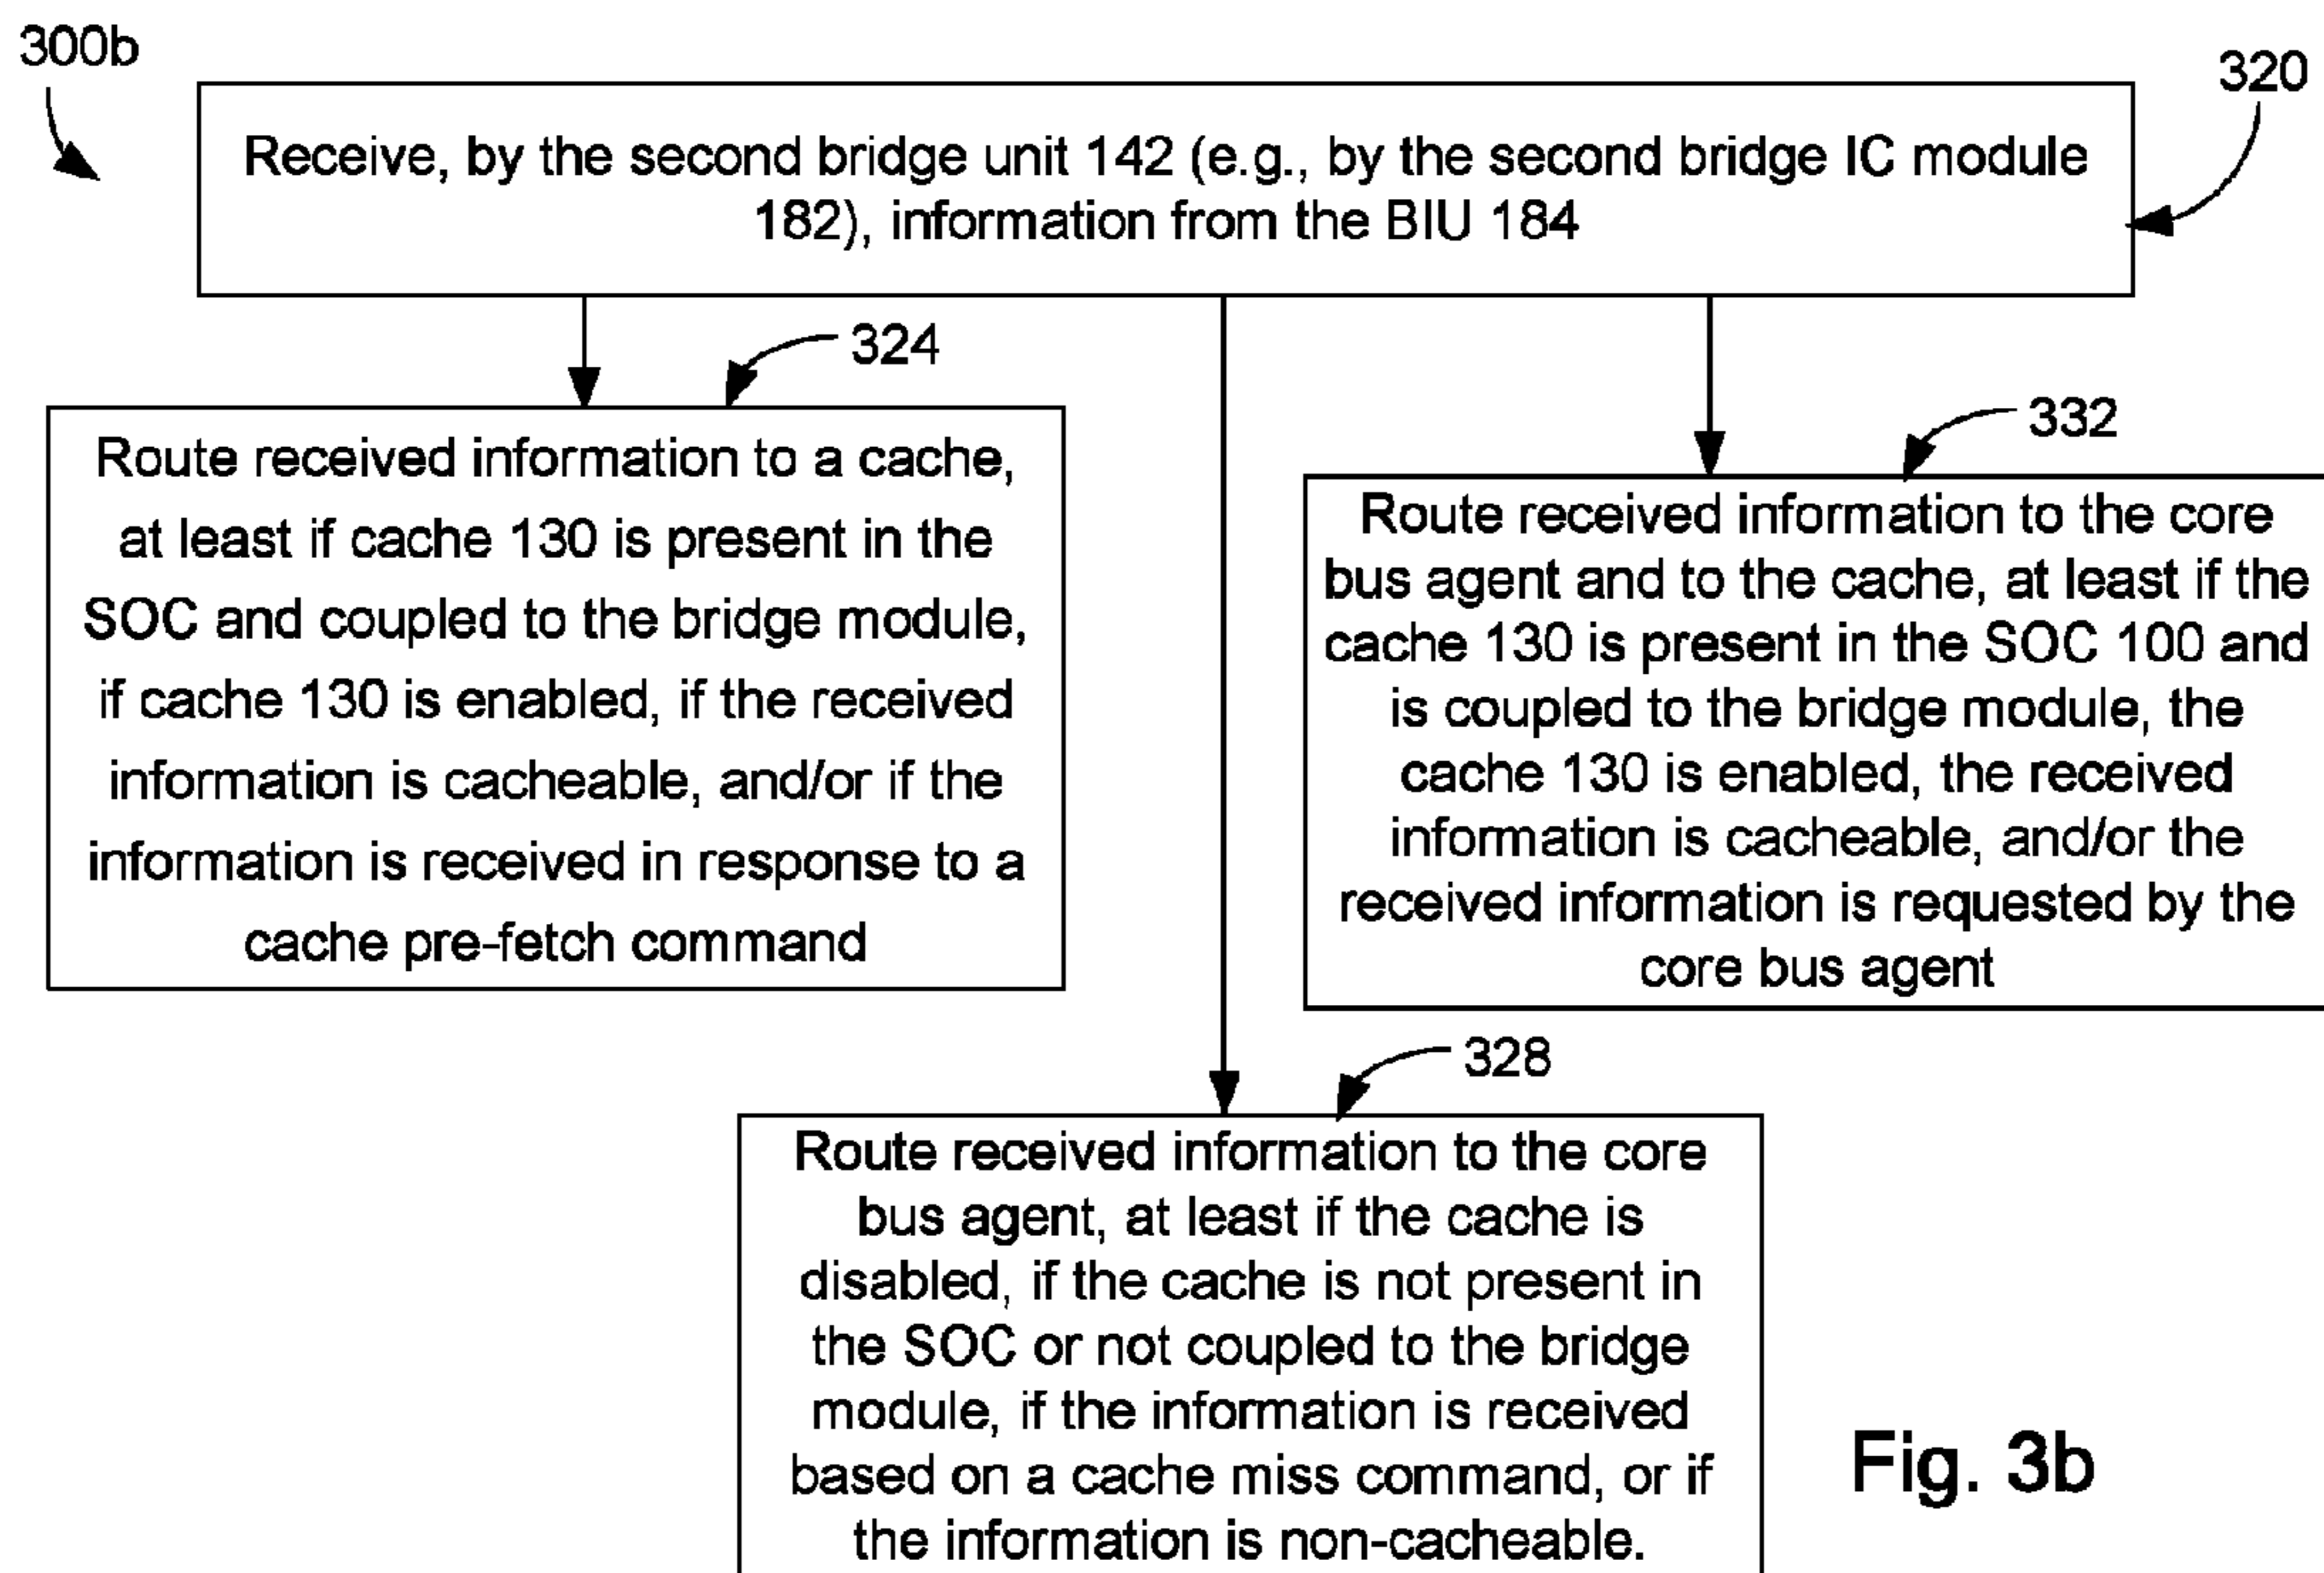 300b
320
Receive, by the second bridge unit 142 (e.g., by the second bridge IC module
182), information from the BIU 184
324
Route received information to a cache,
at least if cache 130 is present in the
SOC and coupled to the bridge module,
if cache 130 is enabled, if the received
information is cacheable, and/or if the
information is received in response to a
cache pre-fetch command
332
Route received information to the core
bus agent and to the cache, at least if the
cache 130 is present in the SOC 100 and
is coupled to the bridge module, the
cache 130 is enabled, the received
information is cacheable, and/or the
received information is requested by the
core bus agent
328
Route received information to the core
bus agent, at least if the cache is
disabled, if the cache is not present in
the SOC or not coupled to the bridge
module, if the information is received
based on a cache miss command, or if
the information is non-cacheable.
Fig. 3b